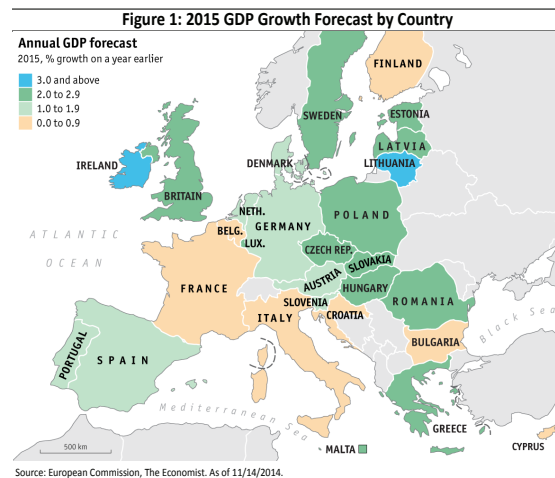 Figure 1: 2015 GDP Growth Forecast by Country
Annual GDP forecast
2015, % growth on a year earlier
3.0 and above
2.0 to 2.9
1.0 to 1.9
0.0 to 0.9
FINLAND
SWEDEN
ESTONIA
LATVIA
LITHUANIA
DENMARK
IRELAND
BRITAIN
NETH.
POLAND
GERMANY
BELG.
LUX.
ATLANTIC
OCEAN
CZECH REP.
SLOVAKIA
AUSTRIA
HUNGARY
FRANCE
SLOVENIA
ROMANIA
ITALY
CROATIA
Black Sea
BULGARIA
PORTUGAL
SPAIN
Mediterranean Sea
GREECE
MALTA
CYPRUS
500 km
Source: European Commission, The Economist. As of 11/14/2014.